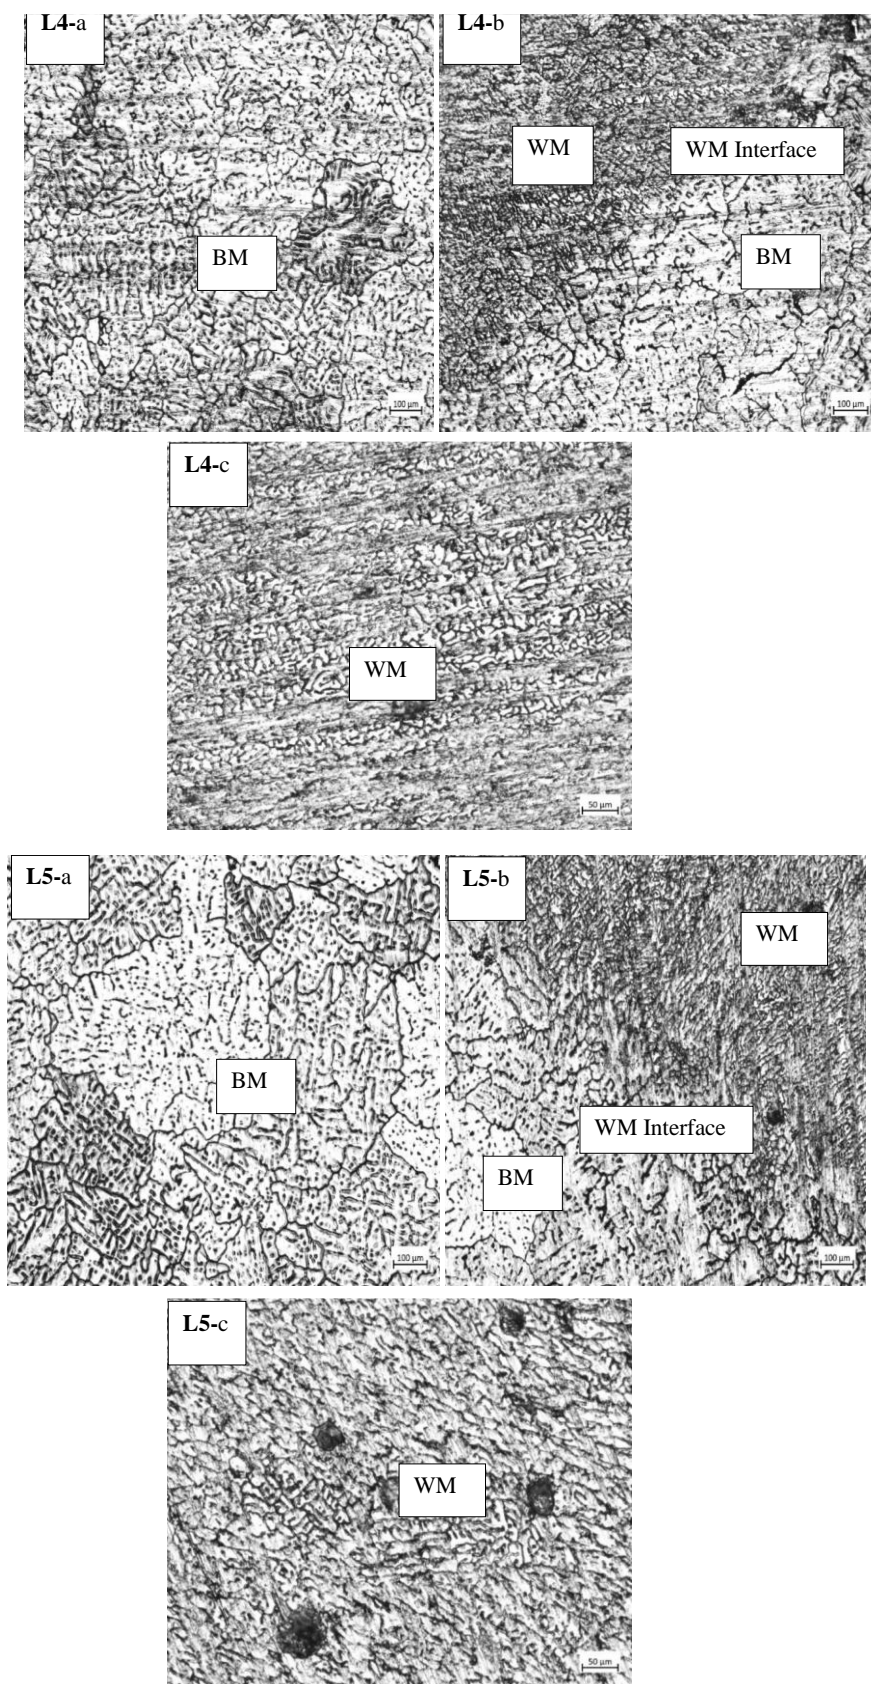 L4-a
BM
100 µm
L4-b
WM
WM Interface
BM
100 µm
L4-c
WM
50 µm
L5-a
BM
100 µm
L5-b
WM
WM Interface
BM
100 µm
L5-c
WM
50 µm